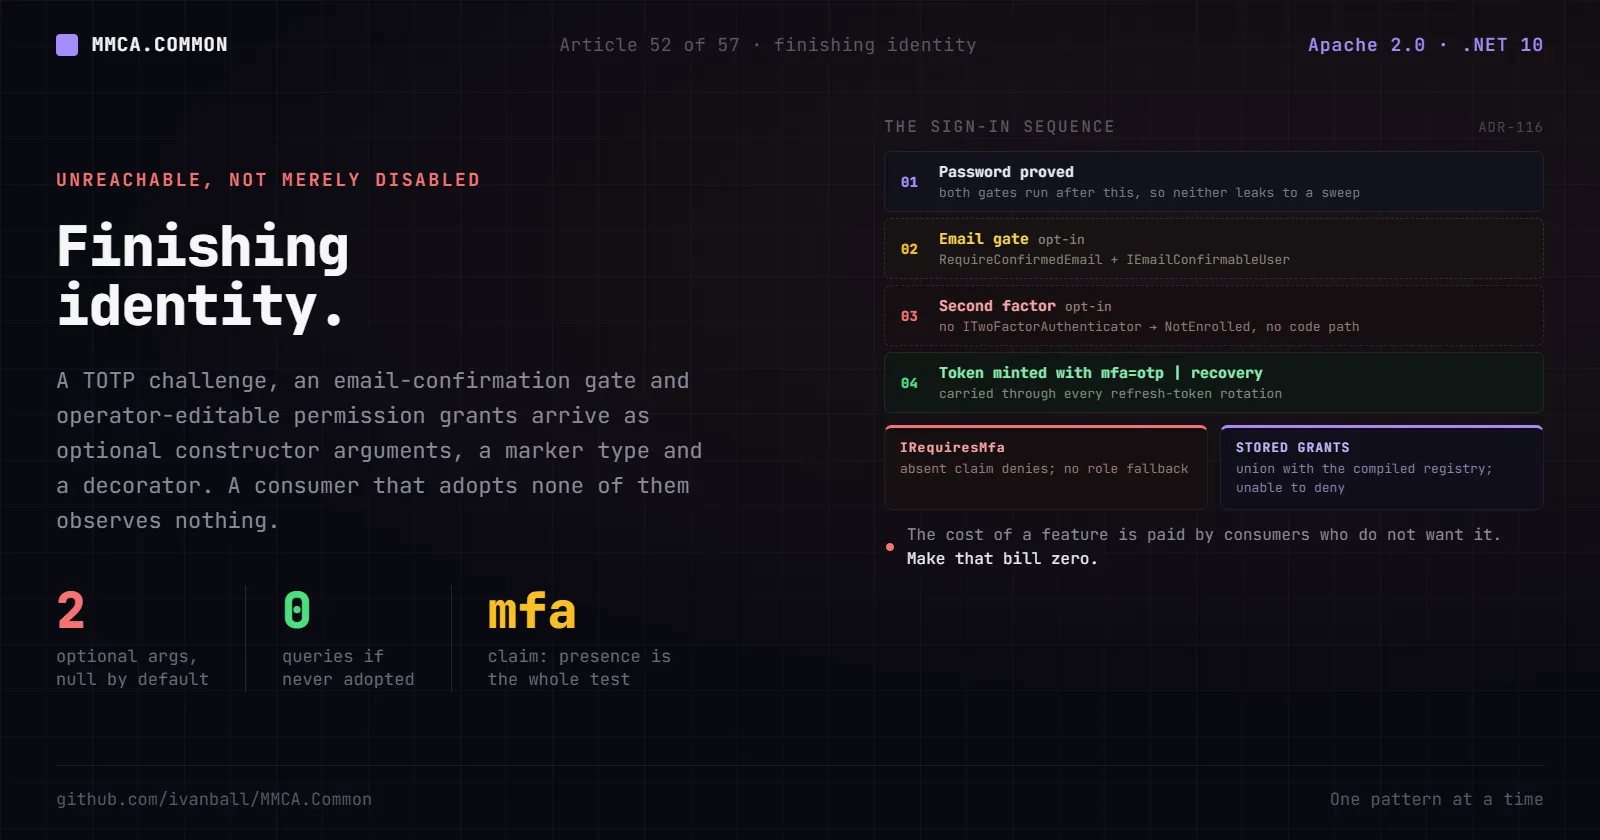 MMCA.COMMON
Article 52 of 57 · finishing identity
Apache 2.0 · .NET 10
UNREACHABLE, NOT MERELY DISABLED
Finishing
identity.
A TOTP challenge, an email-confirmation gate and
operator-editable permission grants arrive as
optional constructor arguments, a marker type and
a decorator. A consumer that adopts none of them
observes nothing.
2
optional args,
null by default
0
queries if
never adopted
mfa
claim: presence is
the whole test
THE SIGN-IN SEQUENCE
ADR-116
01
Password proved
both gates run after this, so neither leaks to a sweep
02
Email gate opt-in
RequireConfirmedEmail + IEmailConfirmableUser
03
Second factor opt-in
no ITwoFactorAuthenticator → NotEnrolled, no code path
04
Token minted with mfa=otp | recovery
carried through every refresh-token rotation
IRequiresMfa
absent claim denies; no role fallback
STORED GRANTS
union with the compiled registry;
unable to deny
The cost of a feature is paid by consumers who do not want it.
Make that bill zero.
github.com/ivanball/MMCA.Common
One pattern at a time